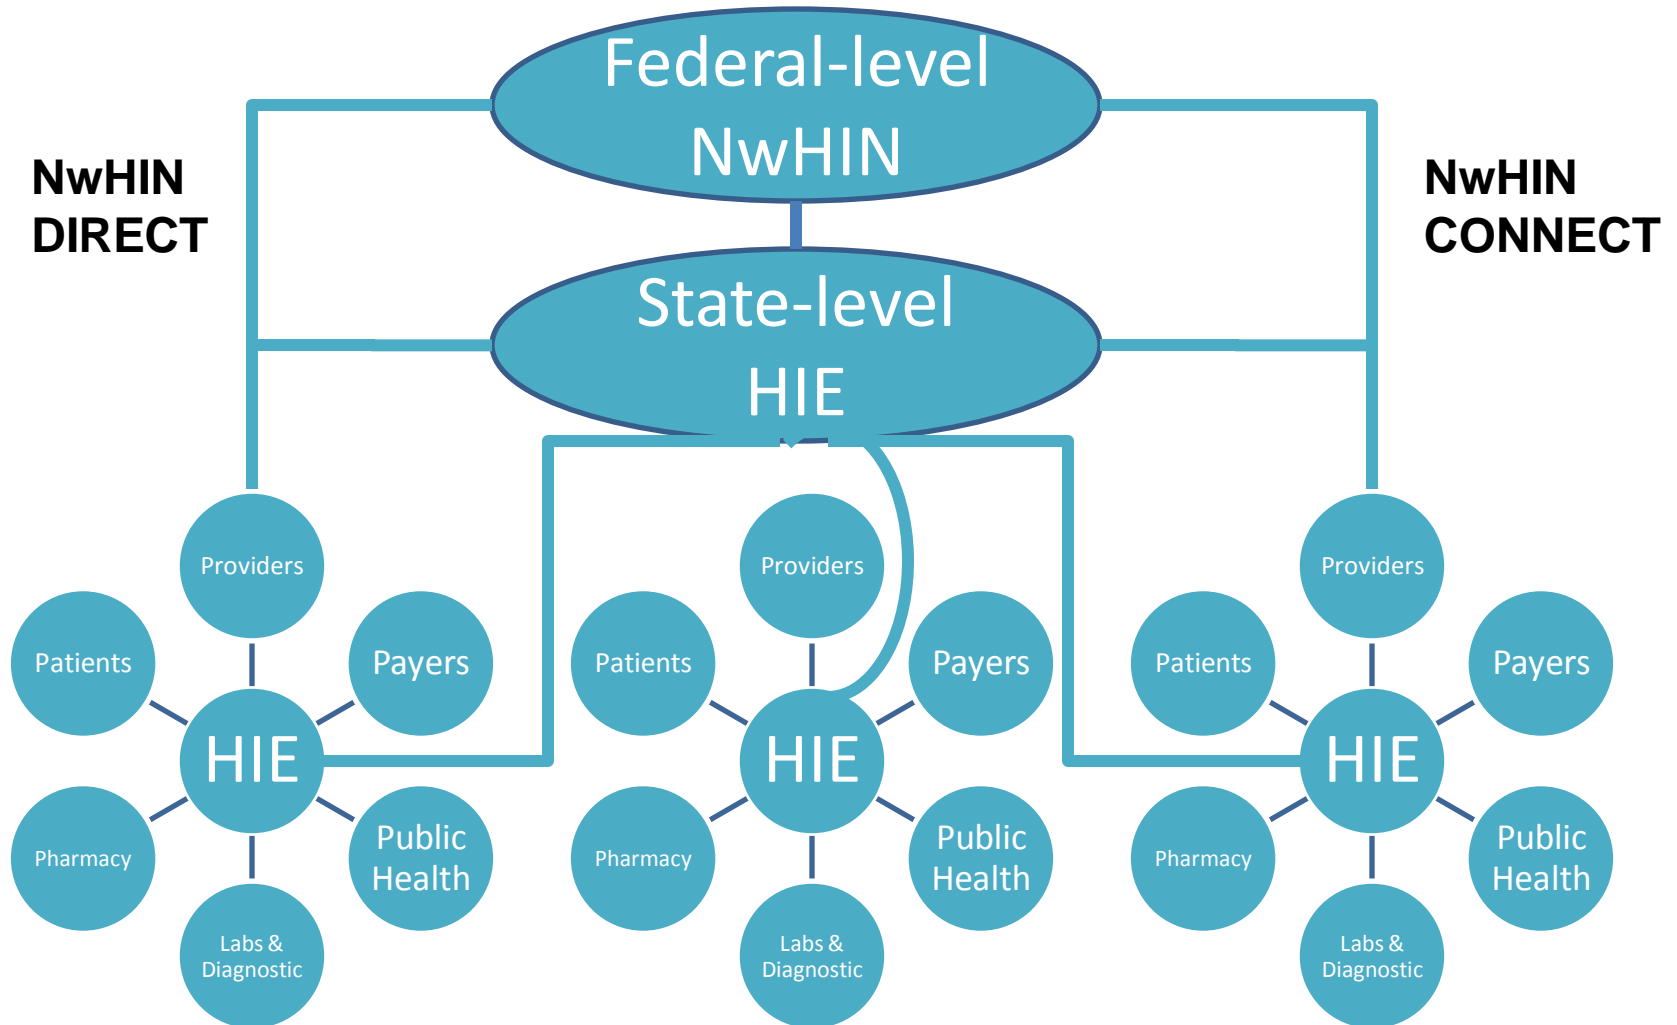 Federal-level
NwHIN
NwHIN
DIRECT
NwHIN
CONNECT
State-level
HIE
Providers
Patients
Payers
HIE
Pharmacy
Public
Health
Labs &
Diagnostic
Providers
Patients
Payers
HIE
Pharmacy
Public
Health
Labs &
Diagnostic
Providers
Patients
Payers
HIE
Pharmacy
Public
Health
Labs &
Diagnostic